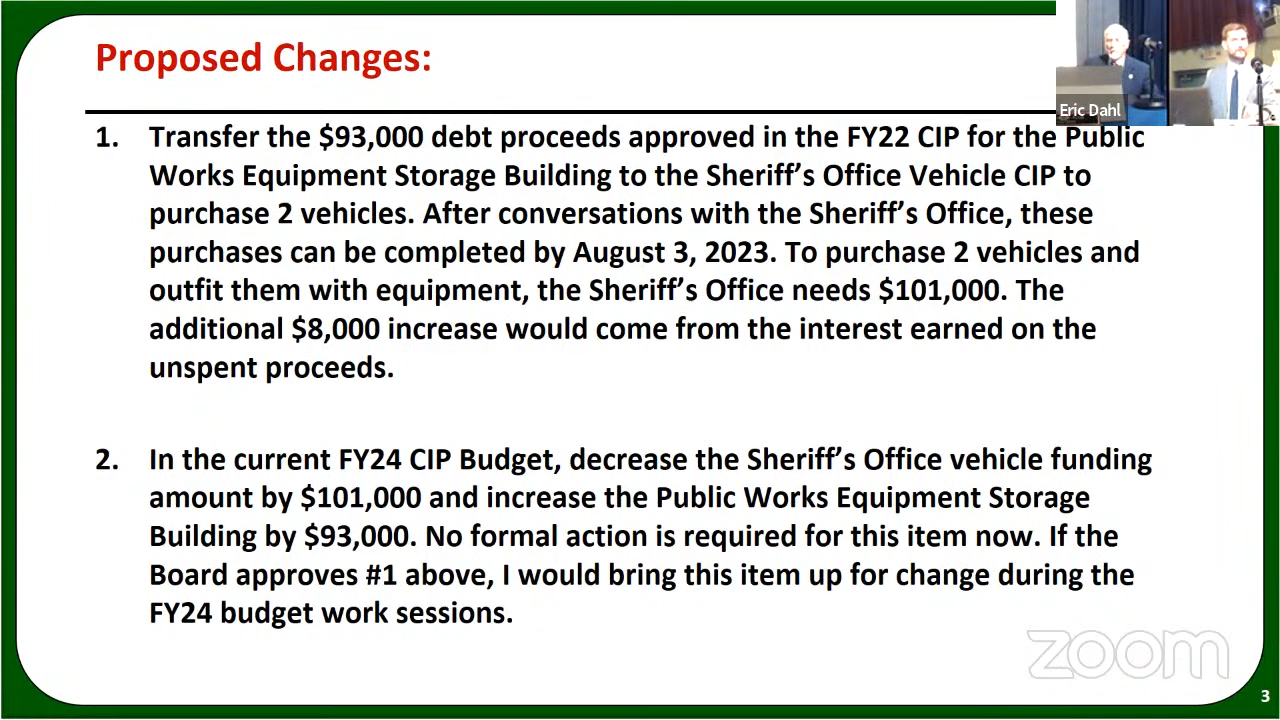 Proposed Changes:
Eric Dahl
1. Transfer the $93,000 debt proceeds approved in the FY22 CIP for the Public
Works Equipment Storage Building to the Sheriff’s Office Vehicle CIP to
purchase 2 vehicles. After conversations with the Sheriff’s Office, these
purchases can be completed by August 3, 2023. To purchase 2 vehicles and
outfit them with equipment, the Sheriff’s Office needs $101,000. The
additional $8,000 increase would come from the interest earned on the
unspent proceeds.
2. In the current FY24 CIP Budget, decrease the Sheriff’s Office vehicle funding
amount by $101,000 and increase the Public Works Equipment Storage
Building by $93,000. No formal action is required for this item now. If the
Board approves #1 above, I would bring this item up for change during the
FY24 budget work sessions.
zoom
3